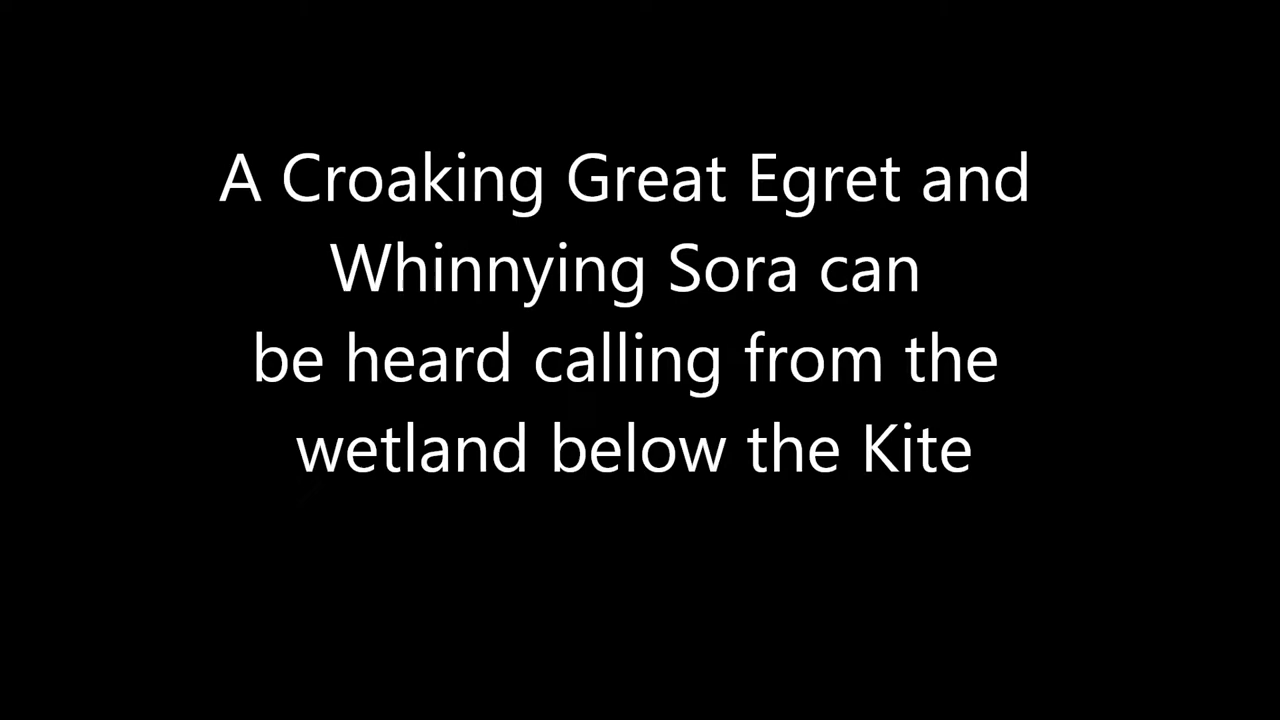 A Croaking Great Egret and
Whinnying Sora can
be heard calling from the
wetland below the Kite